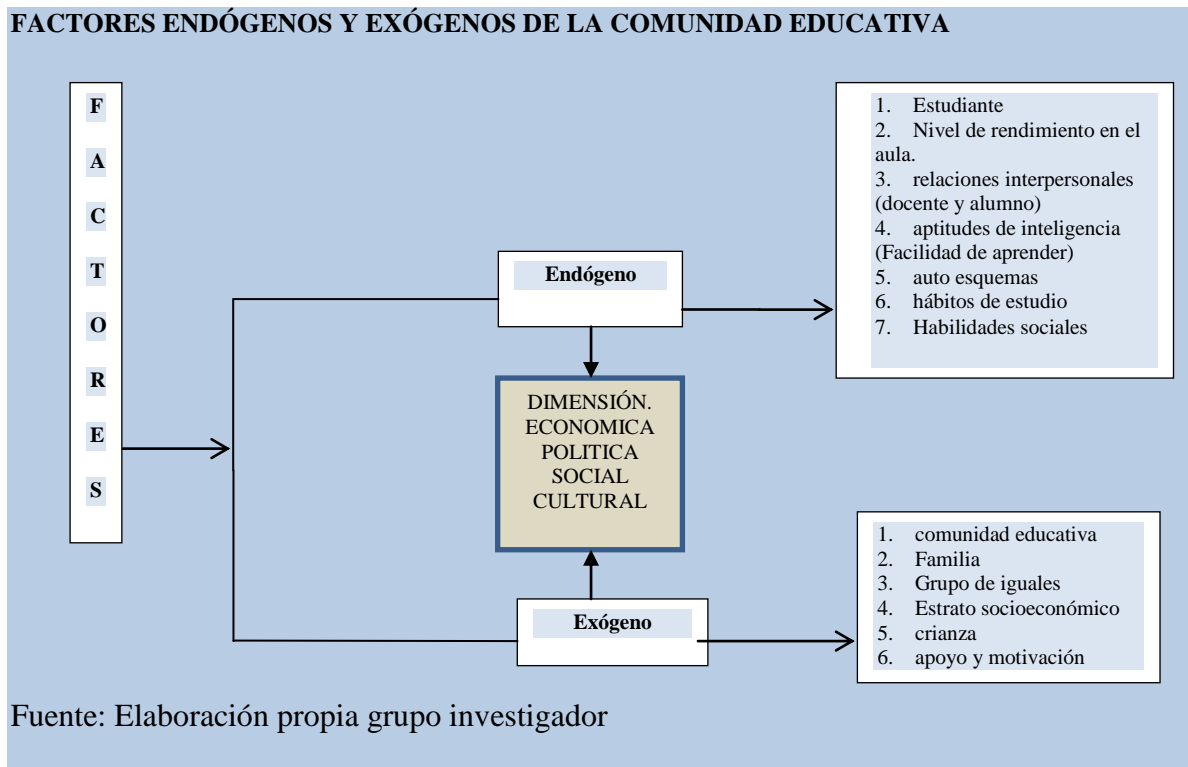 FACTORES ENDÓGENOS Y EXÓGENOS DE LA COMUNIDAD EDUCATIVA
F
A
C
T
O
R
E
S
Endógeno
1. Estudiante
2. Nivel de rendimiento en el
aula.
3. relaciones interpersonales
(docente y alumno)
4. aptitudes de inteligencia
(Facilidad de aprender)
5. auto esquemas
6. hábitos de estudio
7. Habilidades sociales
DIMENSIÓN.
ECONOMICA
POLITICA
SOCIAL
CULTURAL
Exógeno
1. comunidad educativa
2. Familia
3. Grupo de iguales
4. Estrato socioeconómico
5. crianza
6. apoyo y motivación
Fuente: Elaboración propia grupo investigador